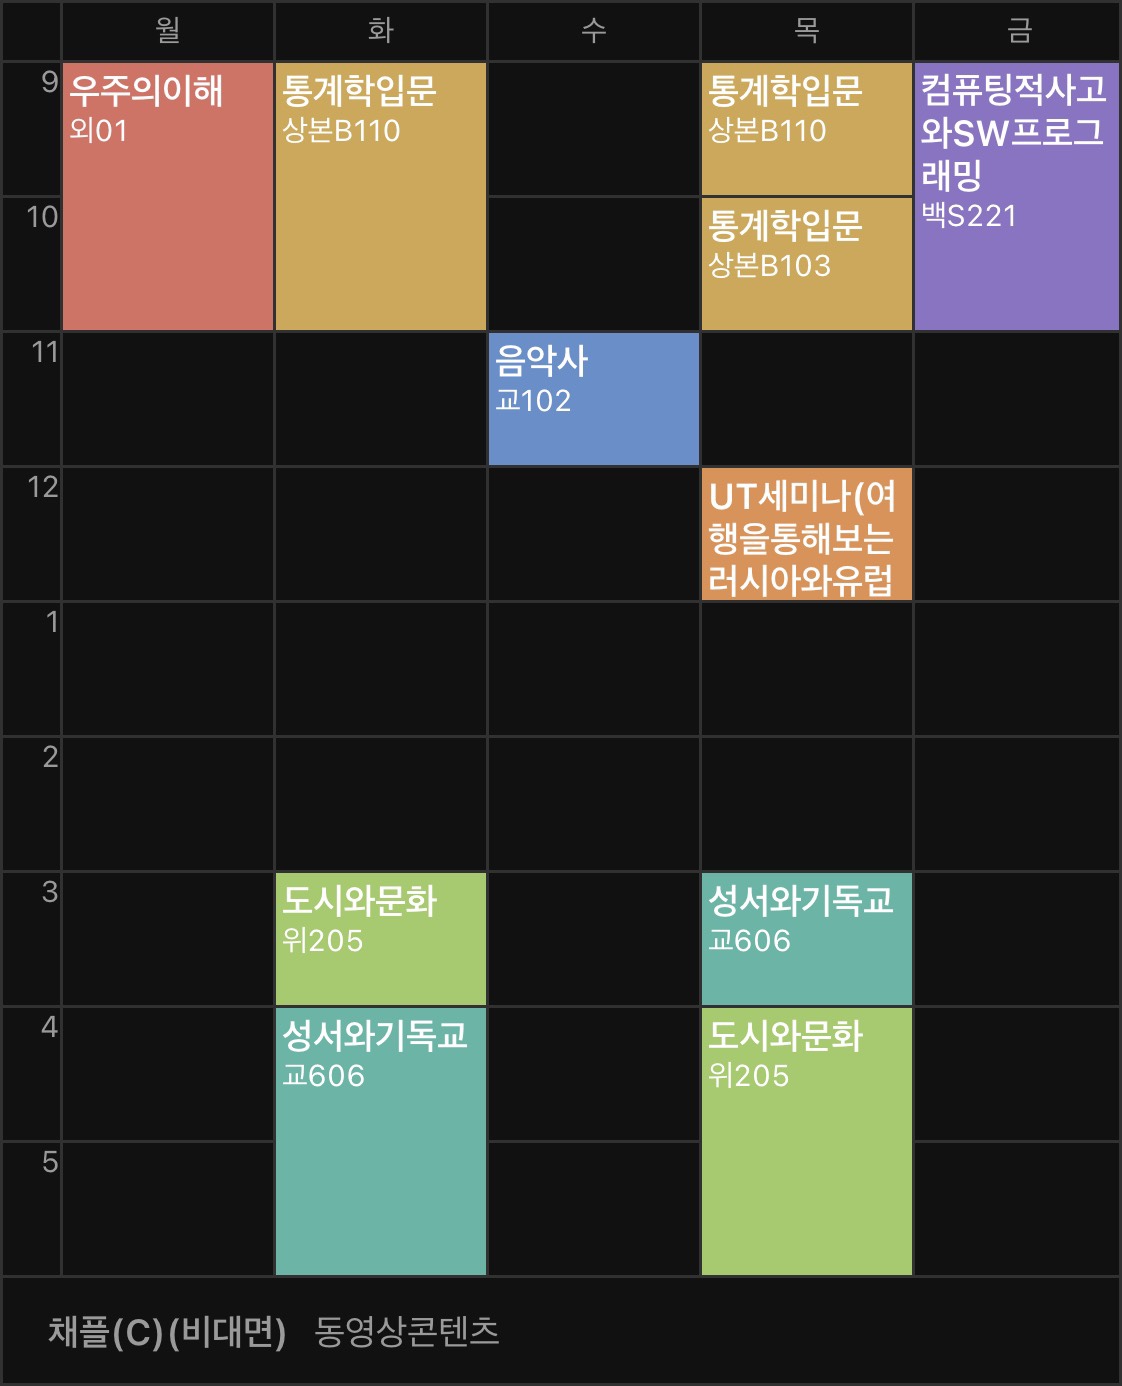 월 화 수 목 금
9
우주의이해
외01
통계학입문
상본B110
통계학입문
상본B110
컴퓨팅적사고
와SW프로그
래밍
백S221
10
통계학입문
상본B103
11
음악사
교102
12
UT세미나(여
행을통해보는
러시아와유럽
1
2
3
도시와문화
위205
성서와기독교
교606
4
성서와기독교
교606
도시와문화
위205
5
채플(C)(비대면) 동영상콘텐츠